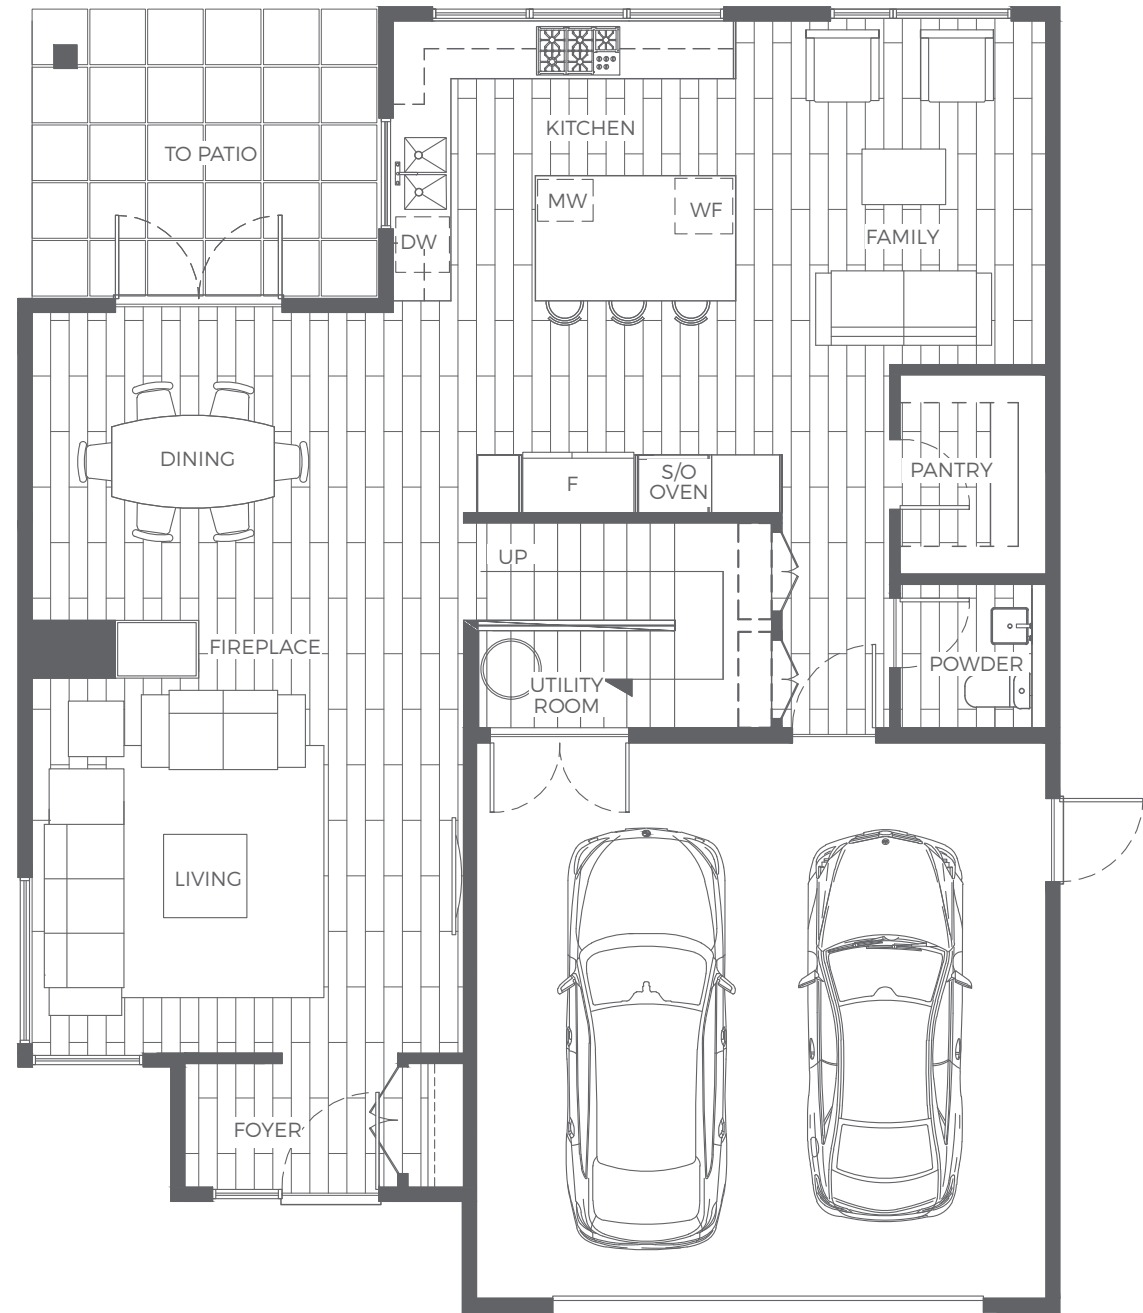 TO PATIO
KITCHEN
MW
WF
DW
FAMILY
DINING
F
S/O
OVEN
PANTRY
UP
FIREPLACE
UTILITY
ROOM
POWDER
LIVING
FOYER